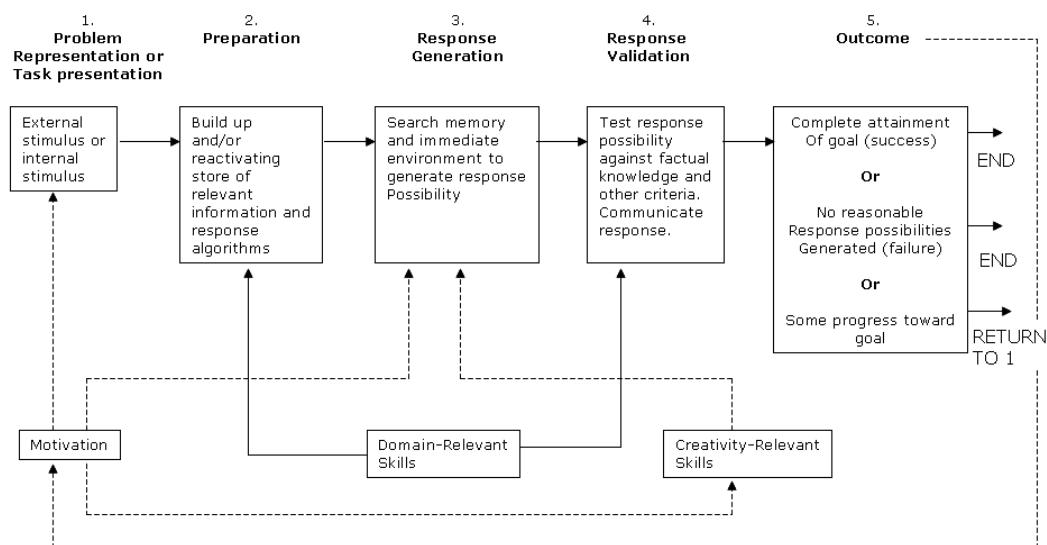 1.
Problem
Representation or
Task presentation
2.
Preparation
3.
Response
Generation
4.
Response
Validation
5.
Outcome
External
stimulus or
internal
stimulus
Build up
and/or
reactivating
store of
relevant
information and
response
algorithms
Search memory
and immediate
environment to
generate response
Possibility
Test response
possibility
against factual
knowledge and
other criteria.
Communicate
response.
Complete attainment
Of goal (success)
Or
No reasonable
Response possibilities
Generated (failure)
Or
Some progress toward
goal
END
END
RETURN
TO 1
Motivation
Domain-Relevant
Skills
Creativity-Relevant
Skills